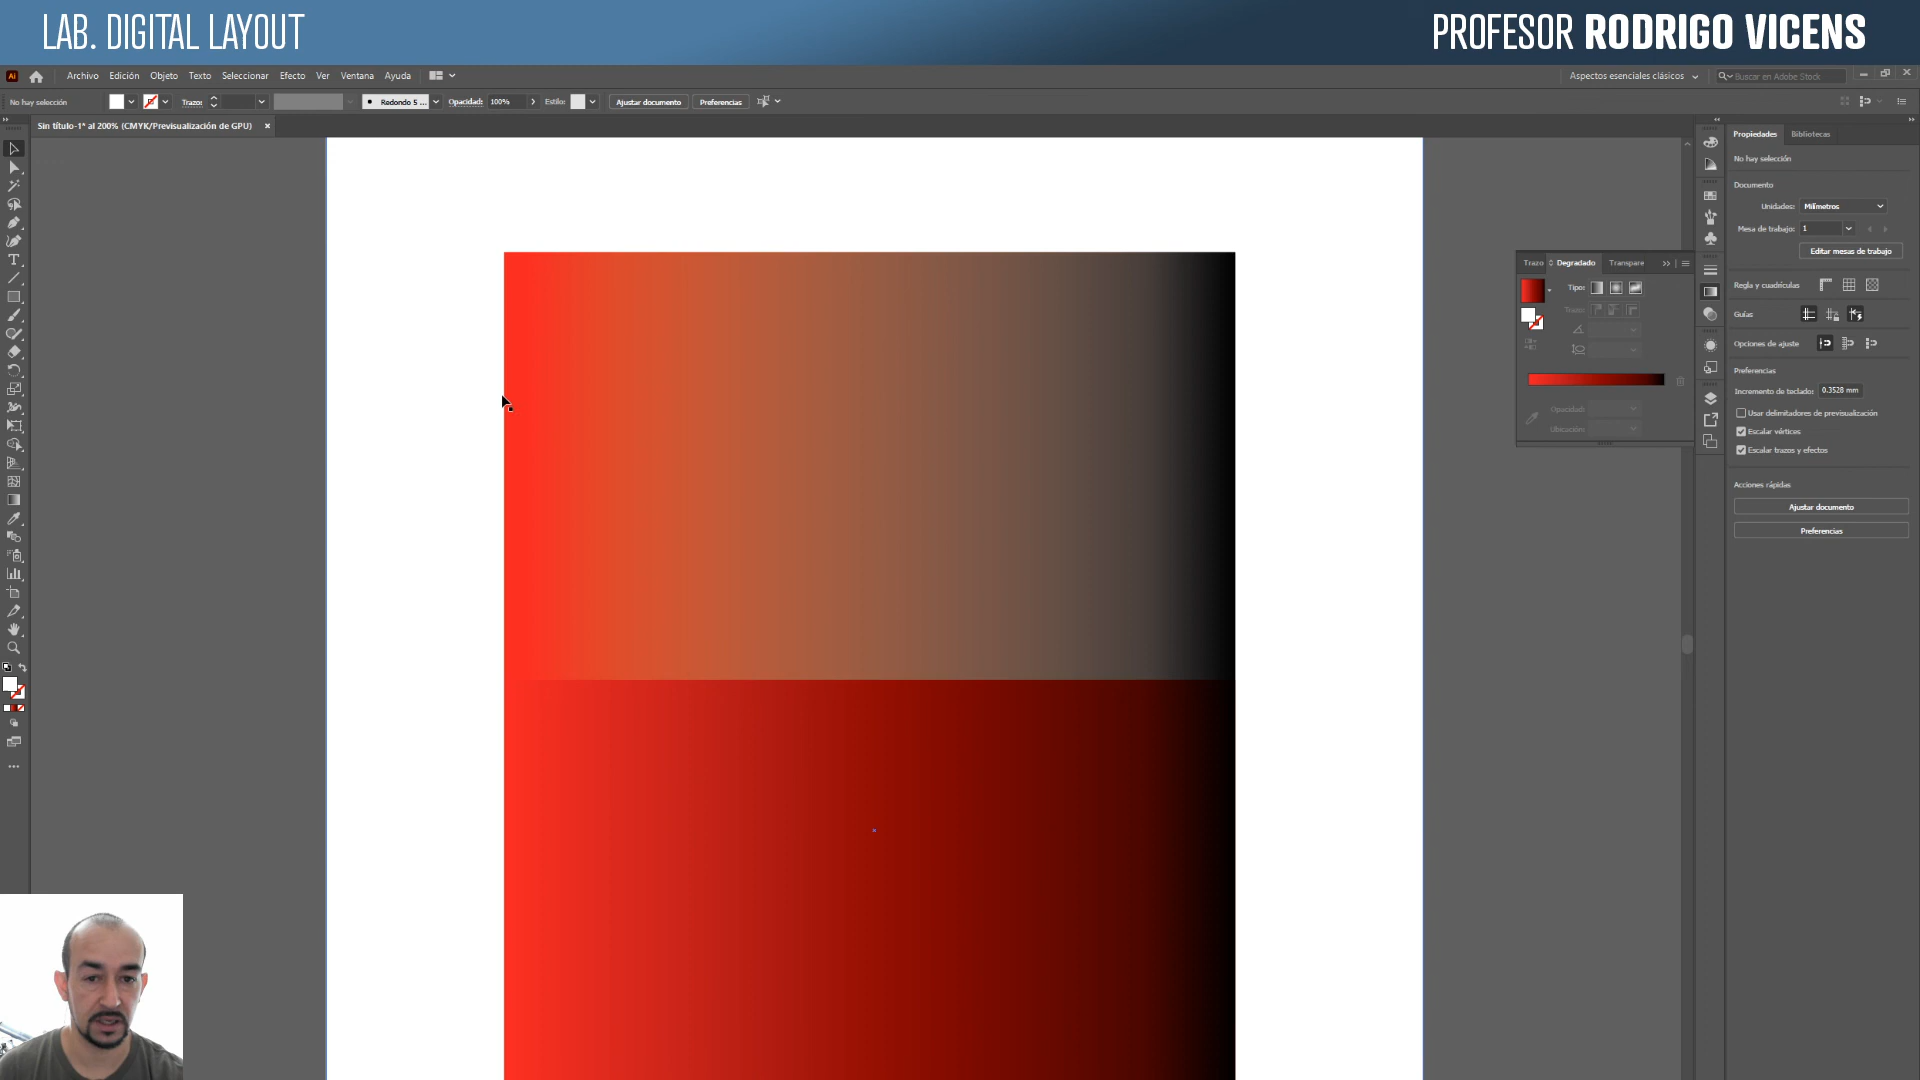 LAB. DIGITAL LAYOUT
PROFESOR RODRIGO VICENS
Ai
Archivo Edición Objeto Texto Seleccionar Efecto Ver Ventana Ayuda
Aspectos esenciales clásicos
Buscar en Adobe Stock
No hay selección
Trazo:
Redondo 5 ...
Opacidad: 100%
Estilo:
Ajustar documento
Preferencias
Sin título-1* al 200% (CMYK/Previsualización de GPU)
Trazo
Degradado
Transpare
Tipo:
Trazo:
Opacidad:
Ubicación:
Propiedades
Bibliotecas
No hay selección
Documento
Unidades: Milímetros
Mesa de trabajo: 1
Editar mesas de trabajo
Regla y cuadrículas
Guías
Opciones de ajuste
Preferencias
Incremento de teclado: 0.3528 mm
Usar delimitadores de previsualización
Escalar vértices
Escalar trazos y efectos
Acciones rápidas
Ajustar documento
Preferencias